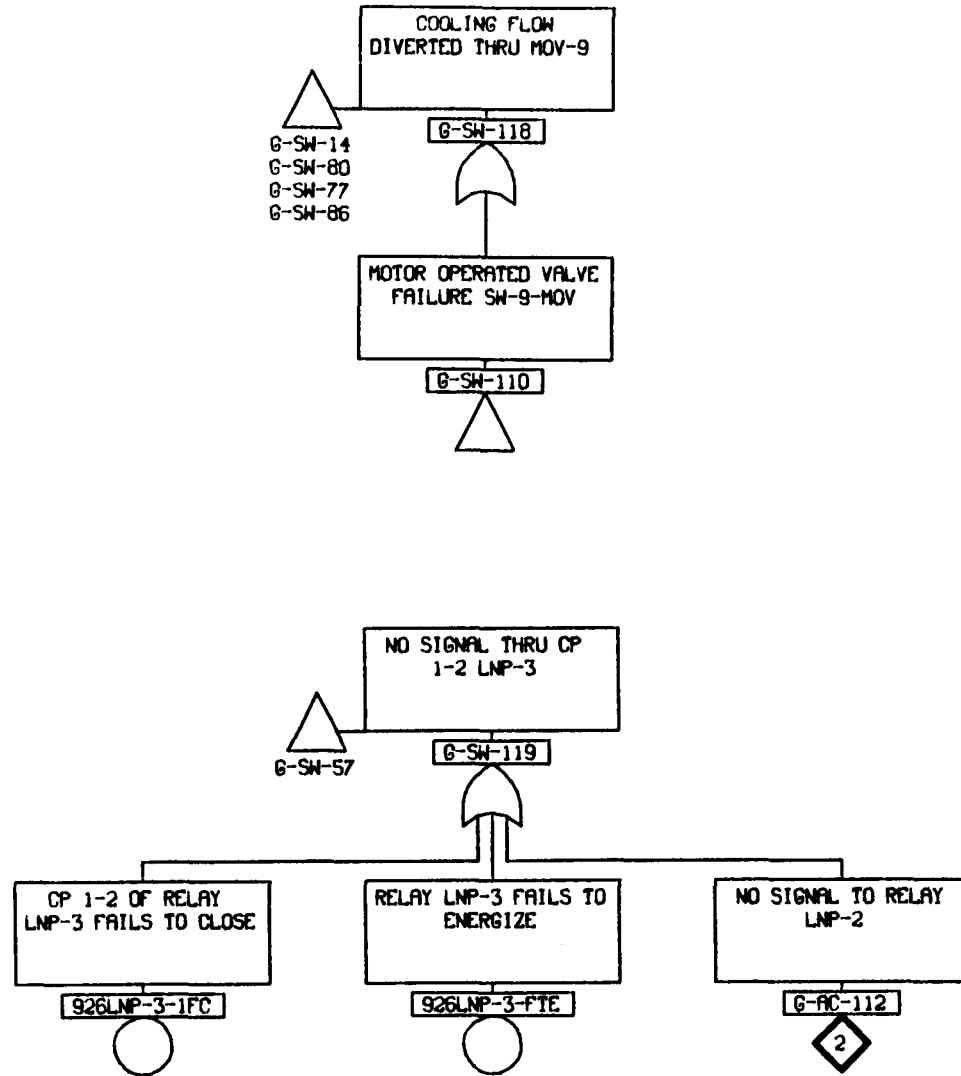 COOLING FLOW
DIVERTED THRU MOV-9
G-SW-118
G-SW-14
G-SW-80
G-SW-77
G-SW-86
MOTOR OPERATED VALVE
FAILURE SW-9-MOV
G-SW-110
NO SIGNAL THRU CP
1-2 LNP-3
G-SW-119
G-SW-57
CP 1-2 OF RELAY
LNP-3 FAILS TO CLOSE
926LNP-3-1FC
RELAY LNP-3 FAILS TO
ENERGIZE
926LNP-3-FTE
NO SIGNAL TO RELAY
LNP-2
G-AC-112
2